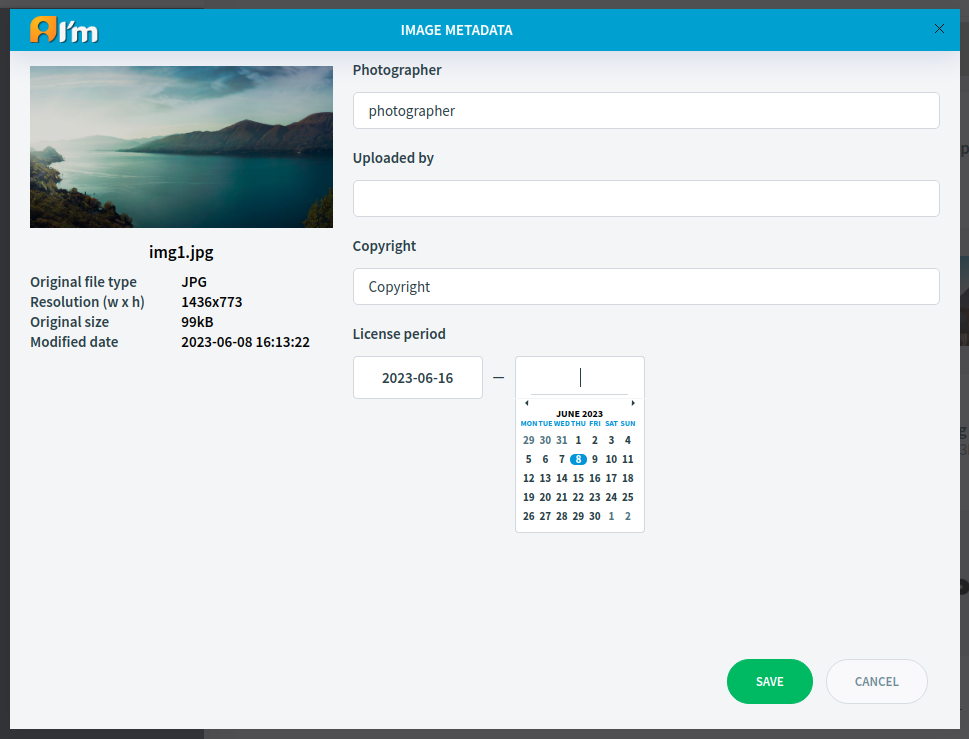 AI'm
IMAGE METADATA
Photographer
photographer
Uploaded by
Copyright
Copyright
License period
2023-06-16 —
JUNE 2023
MON TUE WED THU FRI SAT SUN
29 30 31 1 2 3 4
5 6 7 8 9 10 11
12 13 14 15 16 17 18
19 20 21 22 23 24 25
26 27 28 29 30 1 2
img1.jpg
Original file type JPG
Resolution (w x h) 1436x773
Original size 99kB
Modified date 2023-06-08 16:13:22
SAVE
CANCEL